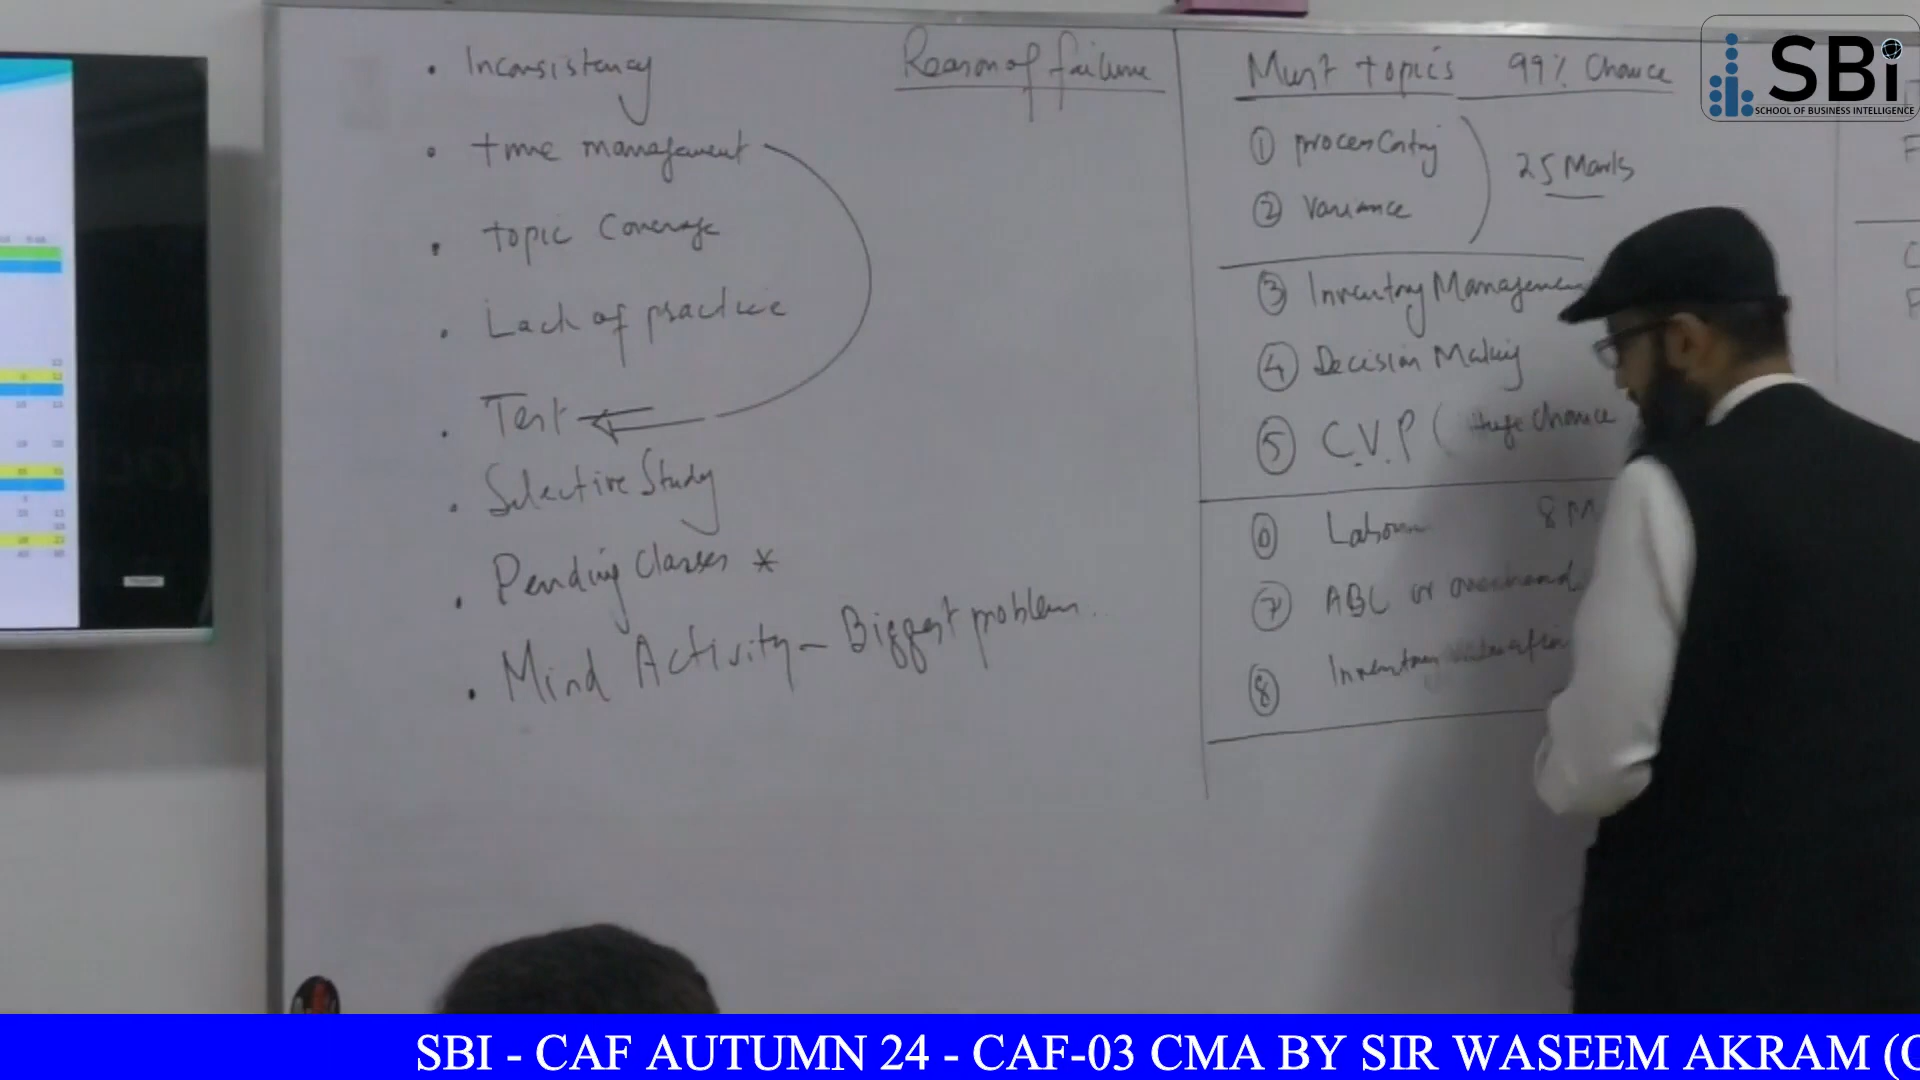 Reason of failure
• Inconsistency
• time management
• topic Coverage
• Lack of practice
• Test
• Selective Study
• Pending Classes *
• Mind Activity - Biggest problem.
Must topics 99% Chance
① process Costing
② Variance
25 Marks
③ Inventory Management
④ Decision Making
⑤ C.V.P ( Huge Chance
⑥ Labour 8 M
⑦ ABC or overhead
⑧ Inventory valuation
SBi
SCHOOL OF BUSINESS INTELLIGENCE
SBI - CAF AUTUMN 24 - CAF-03 CMA BY SIR WASEEM AKRAM (